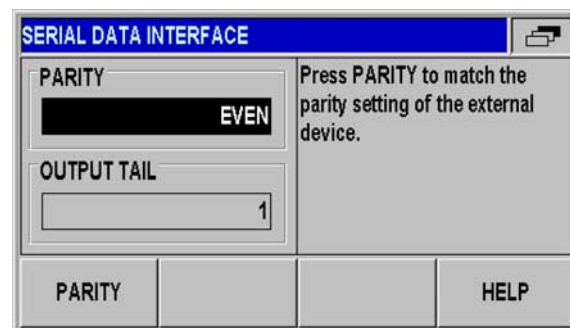 SERIAL DATA INTERFACE
PARITY
EVEN
OUTPUT TAIL
1
Press PARITY to match the
parity setting of the external
device.
PARITY
HELP